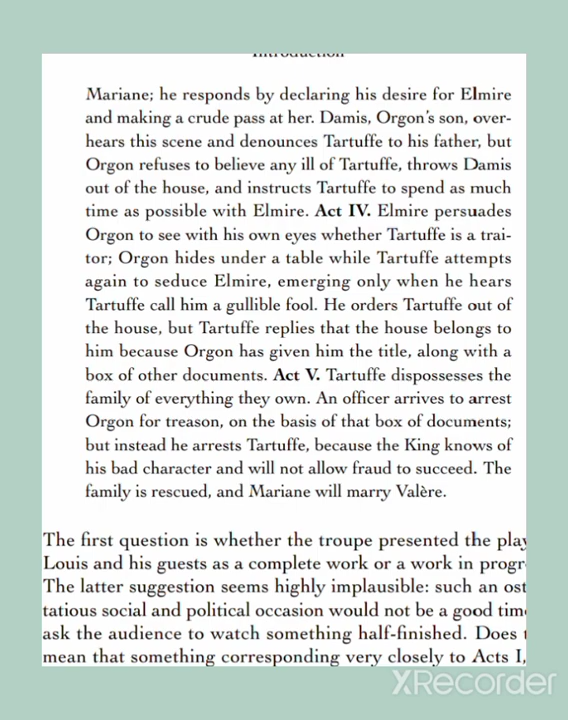 Introduction
Mariane; he responds by declaring his desire for Elmire
and making a crude pass at her. Damis, Orgon's son, over-
hears this scene and denounces Tartuffe to his father, but
Orgon refuses to believe any ill of Tartuffe, throws Damis
out of the house, and instructs Tartuffe to spend as much
time as possible with Elmire. Act IV. Elmire persuades
Orgon to see with his own eyes whether Tartuffe is a trai-
tor; Orgon hides under a table while Tartuffe attempts
again to seduce Elmire, emerging only when he hears
Tartuffe call him a gullible fool. He orders Tartuffe out of
the house, but Tartuffe replies that the house belongs to
him because Orgon has given him the title, along with a
box of other documents. Act V. Tartuffe dispossesses the
family of everything they own. An officer arrives to arrest
Orgon for treason, on the basis of that box of documents;
but instead he arrests Tartuffe, because the King knows of
his bad character and will not allow fraud to succeed. The
family is rescued, and Mariane will marry Valère.
The first question is whether the troupe presented the play
Louis and his guests as a complete work or a work in progr
The latter suggestion seems highly implausible: such an ost
tatious social and political occasion would not be a good tim
ask the audience to watch something half-finished. Does
mean that something corresponding very closely to Acts I,
XRecorder